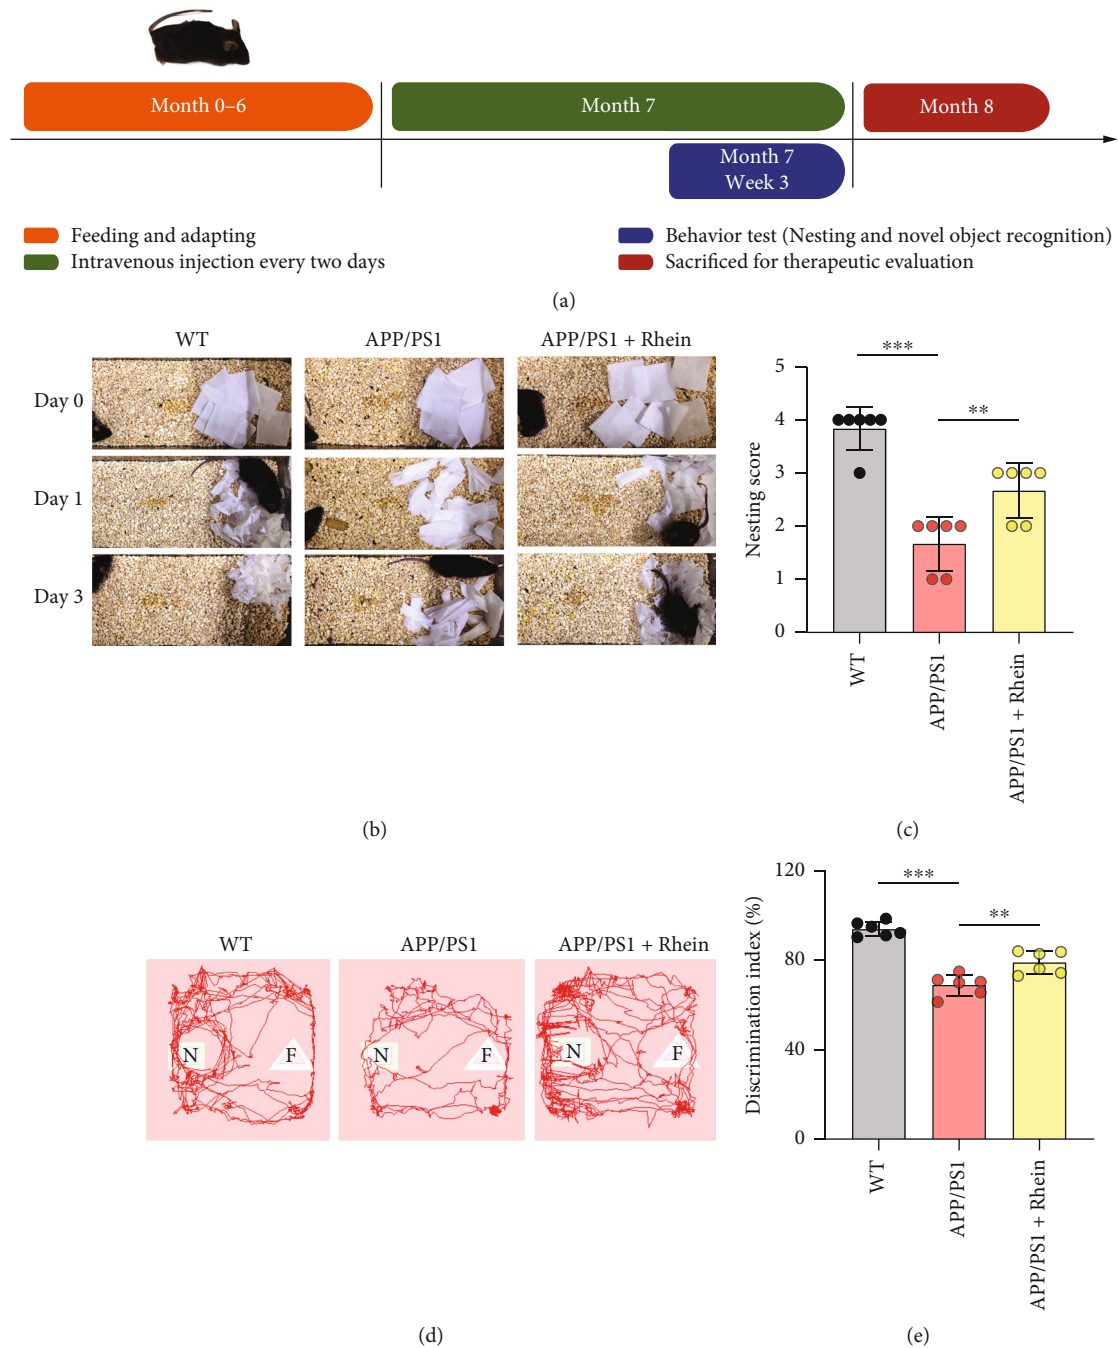 Month 0–6
Month 7
Month 8
Month 7
Week 3
Feeding and adapting
Behavior test (Nesting and novel object recognition)
Intravenous injection every two days
Sacrificed for therapeutic evaluation
(a)
WT
APP/PS1
APP/PS1 + Rhein
Day 0
Day 1
Day 3
(b)
***
**
Nesting score
5
4
3
2
1
0
WT
APP/PS1
APP/PS1 + Rhein
(c)
WT
APP/PS1
APP/PS1 + Rhein
N
F
N
F
N
F
(d)
***
**
Discrimination index (%)
120
80
40
0
WT
APP/PS1
APP/PS1 + Rhein
(e)